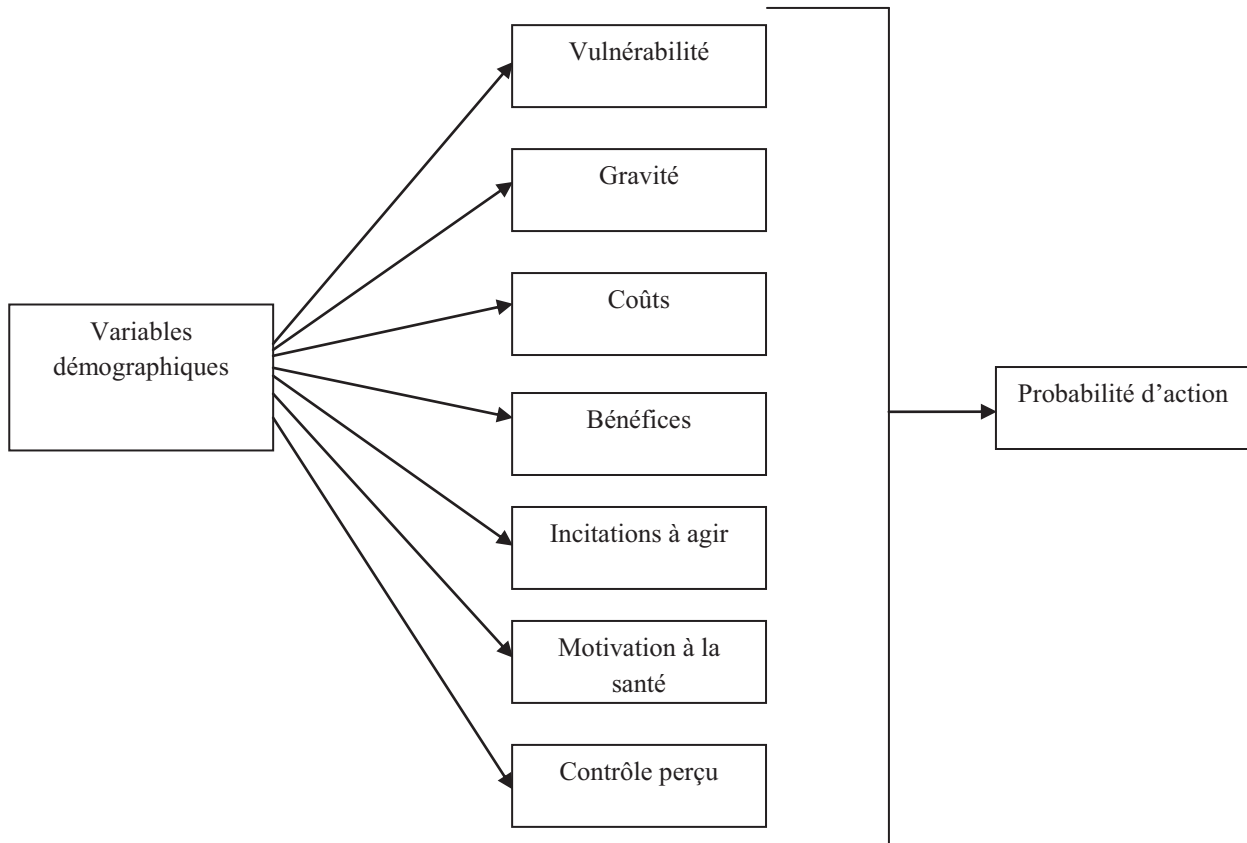 Vulnérabilité
Gravité
Coûts
Variables
démographiques
Bénéfices
Probabilité d’action
Incitations à agir
Motivation à la
santé
Contrôle perçu